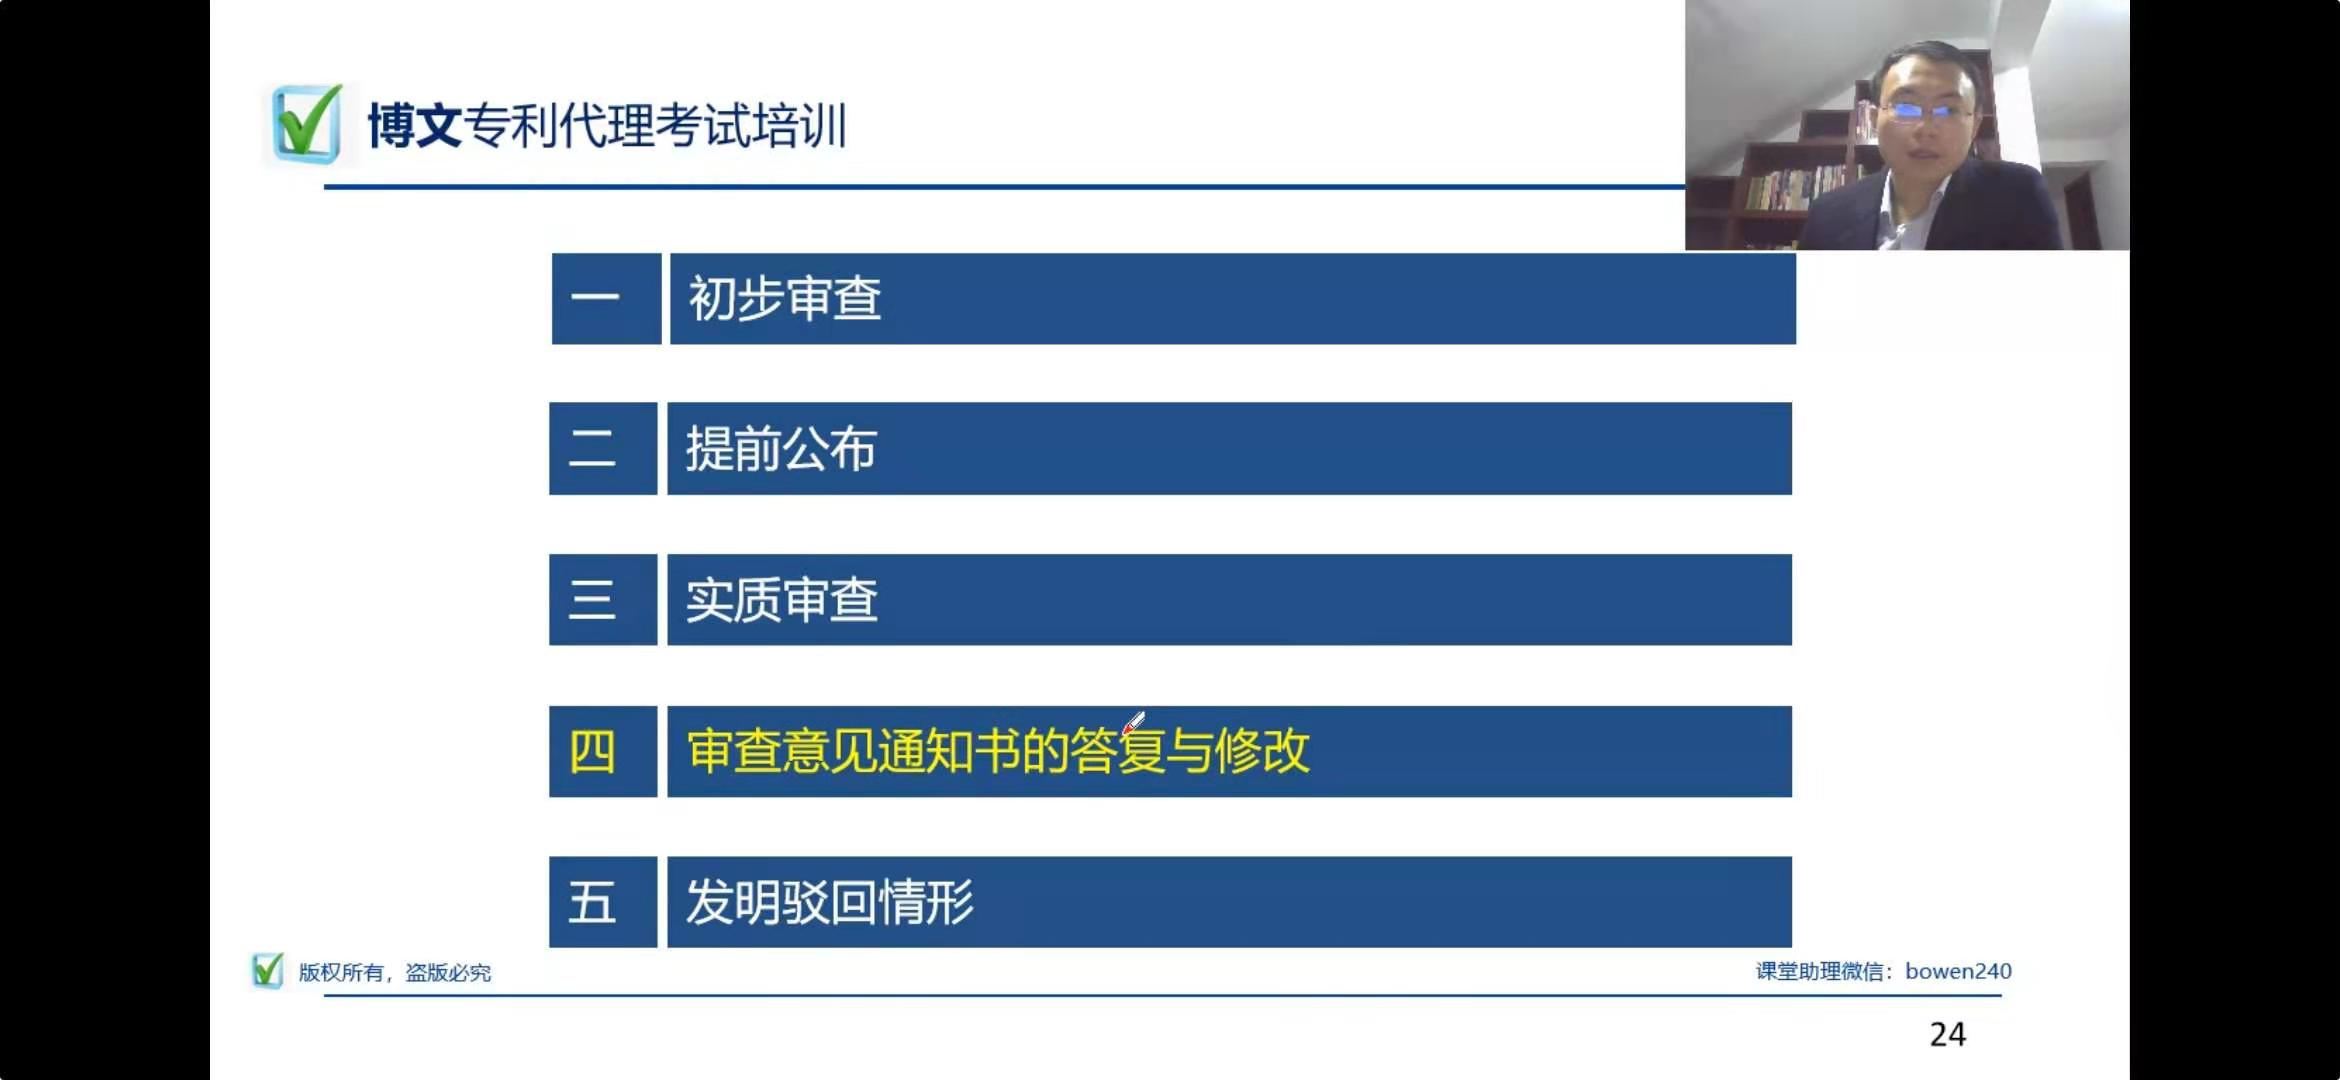 博文专利代理考试培训
一 初步审查
二 提前公布
三 实质审查
四 审查意见通知书的答复与修改
五 发明驳回情形
版权所有，盗版必究
课堂助理微信：bowen240
24